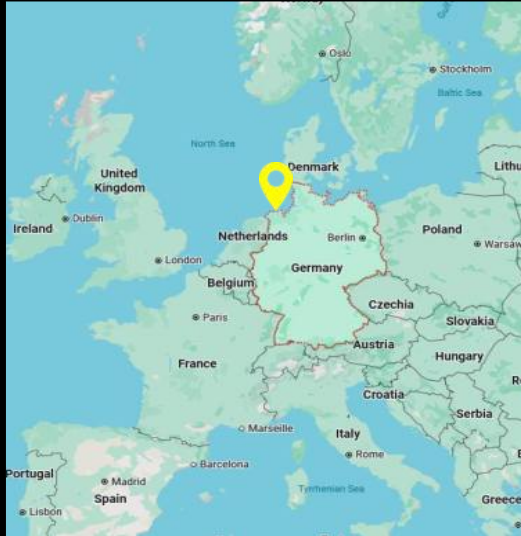 Oslo
Stockholm
Baltic Sea
North Sea
Denmark
United
Kingdom
Ireland
Dublin
Netherlands
Berlin
Poland
Warsaw
London
Belgium
Germany
Czechia
Paris
Slovakia
Austria
Hungary
France
Croatia
Serbia
Marseille
Italy
Barcelona
Rome
Portugal
Madrid
Spain
Tyrrhenian Sea
Greece
Lisbon